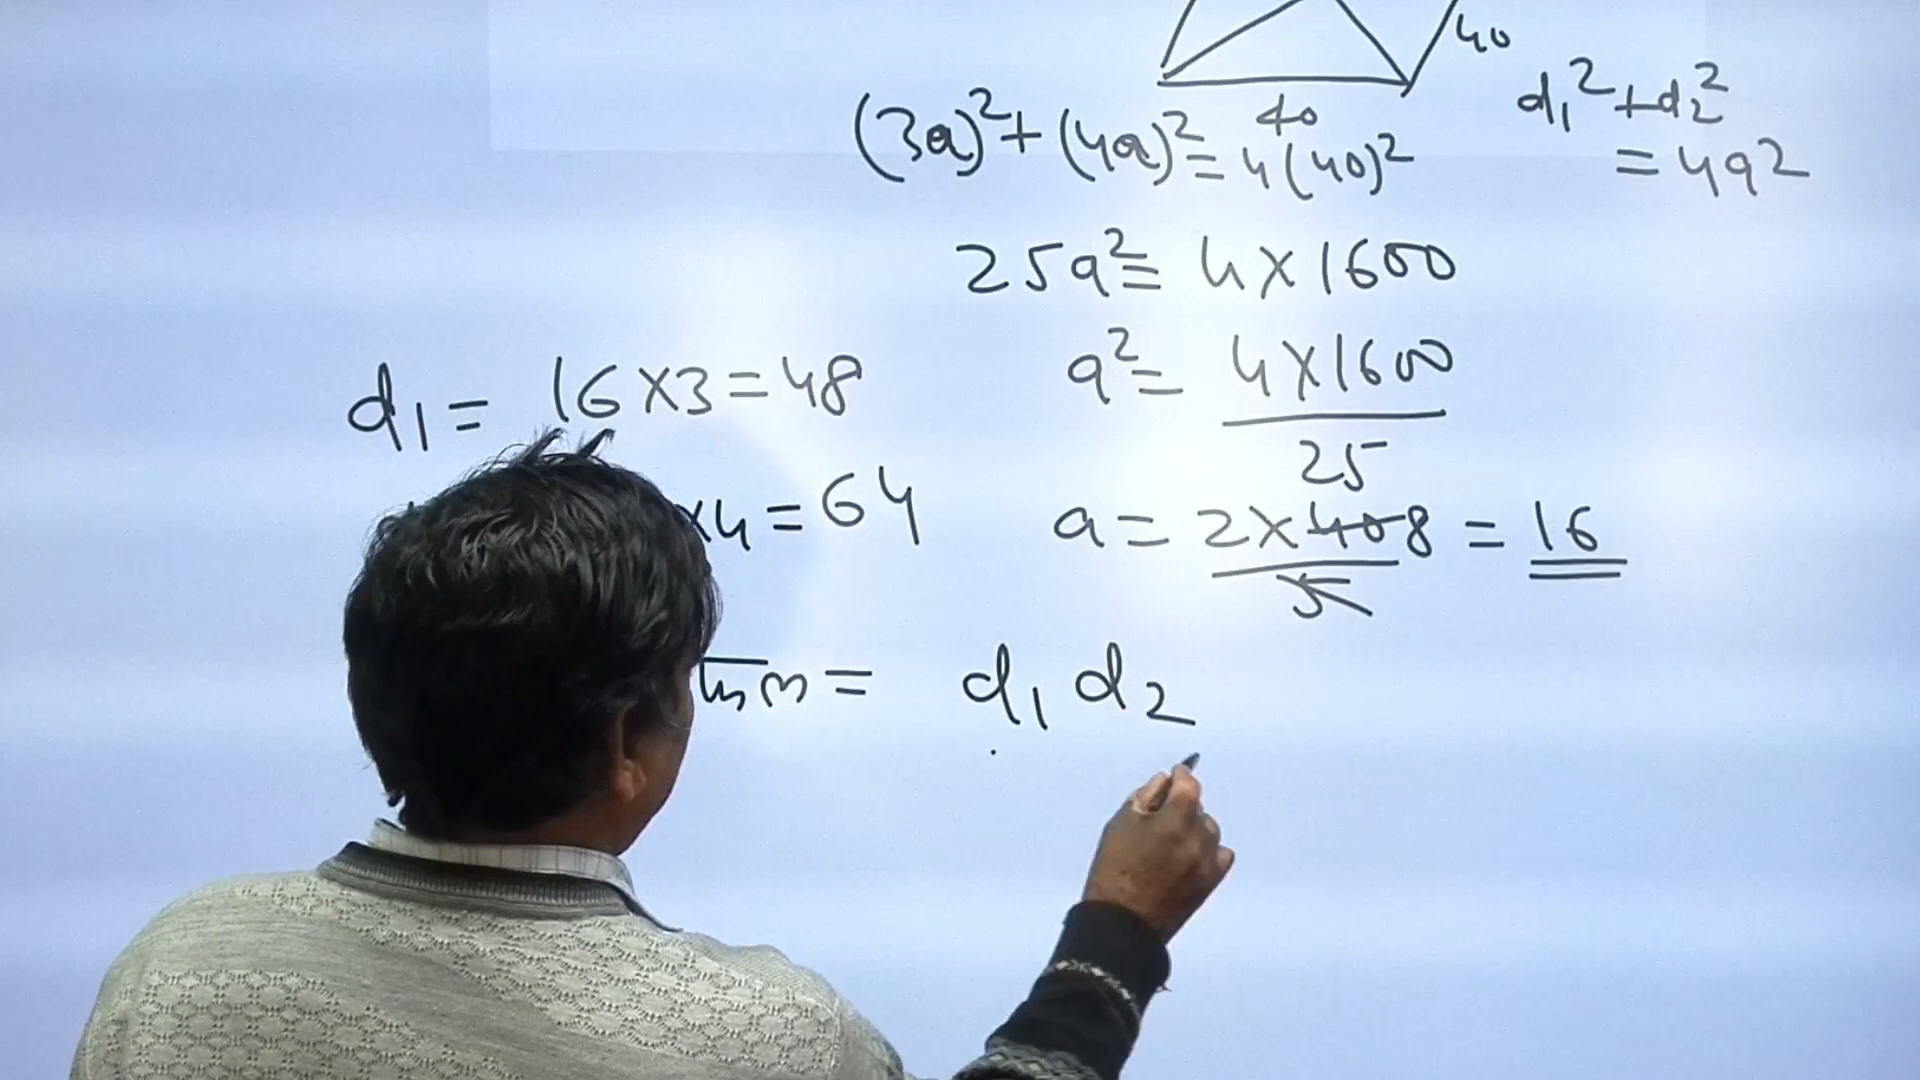 40
40
d₁² + d₂²
= 4a²
(3a)² + (4a)² = 4(40)²
25a² = 4×1600
a² = 4×1600/25
d₁ = 16×3 = 48
×4 = 64
a = 2×408/5 = 16
= d₁ d₂